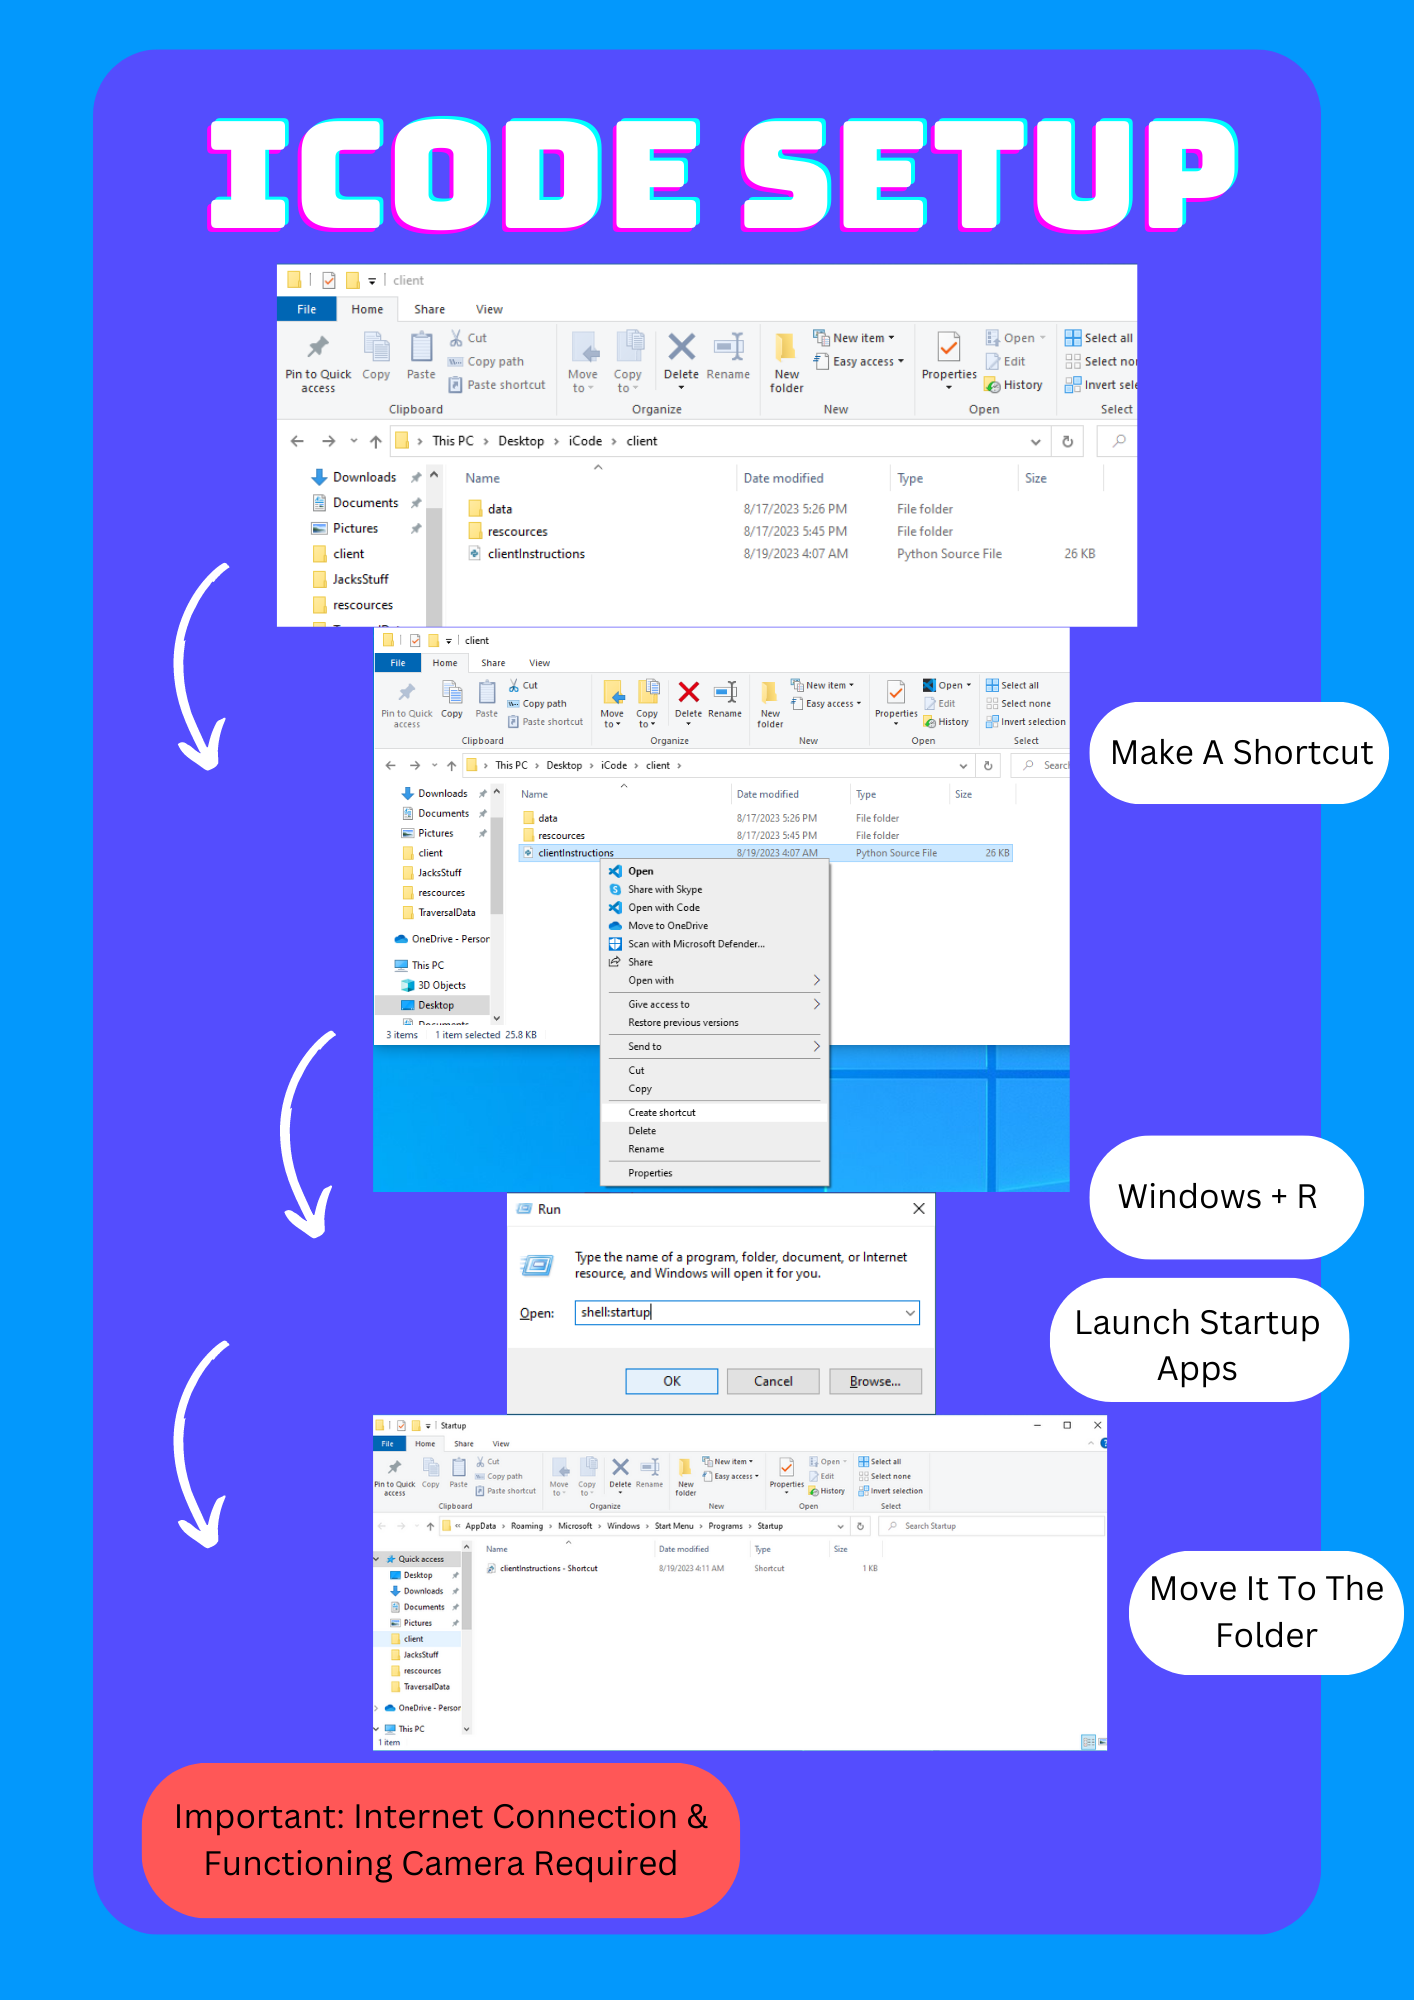 ICODE SETUP
client
File Home Share View
Pin to Quick access Copy Paste Cut Copy path Paste shortcut Move to Copy to Delete Rename New folder New item Easy access Properties Open Edit History Select all Select non Invert sele
Clipboard Organize New Open Select
This PC > Desktop > iCode > client
Downloads
Documents
Pictures
client
JacksStuff
rescources
Name Date modified Type Size
data 8/17/2023 5:26 PM File folder
rescources 8/17/2023 5:45 PM File folder
clientInstructions 8/19/2023 4:07 AM Python Source File 26 KB
client
File Home Share View
Pin to Quick access Copy Paste Cut Copy path Paste shortcut Move to Copy to Delete Rename New folder New item Easy access Properties Open Edit History Select all Select none Invert selection
Clipboard Organize New Open Select
This PC > Desktop > iCode > client > Searc
Downloads
Documents
Pictures
client
JacksStuff
rescources
TraversalData
OneDrive - Person
This PC
3D Objects
Desktop
Documents
3 items 1 item selected 25.8 KB
Name Date modified Type Size
data 8/17/2023 5:26 PM File folder
rescources 8/17/2023 5:45 PM File folder
clientInstructions 8/19/2023 4:07 AM Python Source File 26 KB
Open
Share with Skype
Open with Code
Move to OneDrive
Scan with Microsoft Defender...
Share
Open with
Give access to
Restore previous versions
Send to
Cut
Copy
Create shortcut
Delete
Rename
Properties
Make A Shortcut
Windows + R
Run
Type the name of a program, folder, document, or Internet
resource, and Windows will open it for you.
Open: shell:startup
OK Cancel Browse...
Launch Startup
Apps
Startup
File Home Share View
Pin to Quick access Copy Paste Cut Copy path Paste shortcut Move to Copy to Delete Rename New folder New item Easy access Properties Open Edit History Select all Select none Invert selection
Clipboard Organize New Open Select
« AppData > Roaming > Microsoft > Windows > Start Menu > Programs > Startup Search Startup
Quick access
Desktop
Downloads
Documents
Pictures
client
JacksStuff
rescources
TraversalData
OneDrive - Person
This PC
1 item
Name Date modified Type Size
clientInstructions - Shortcut 8/19/2023 4:11 AM Shortcut 1 KB
Move It To The
Folder
Important: Internet Connection &
Functioning Camera Required